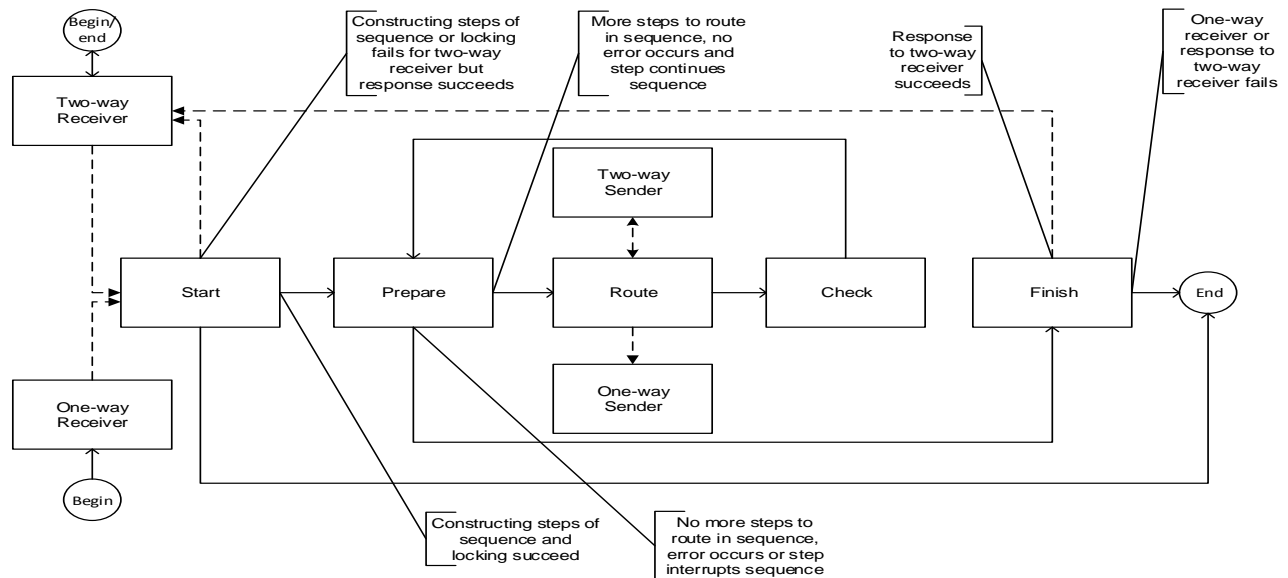 Begin/
end
Constructing steps of
sequence or locking
fails for two-way
receiver but
response succeeds
More steps to route
in sequence, no
error occurs and
step continues
sequence
Response
to two-way
receiver
succeeds
One-way
receiver or
response to
two-way
receiver fails
Two-way
Receiver
Two-way
Sender
Start
Prepare
Route
Check
Finish
End
One-way
Receiver
One-way
Sender
Begin
Constructing steps of
sequence and
locking succeed
No more steps to
route in sequence,
error occurs or step
interrupts sequence